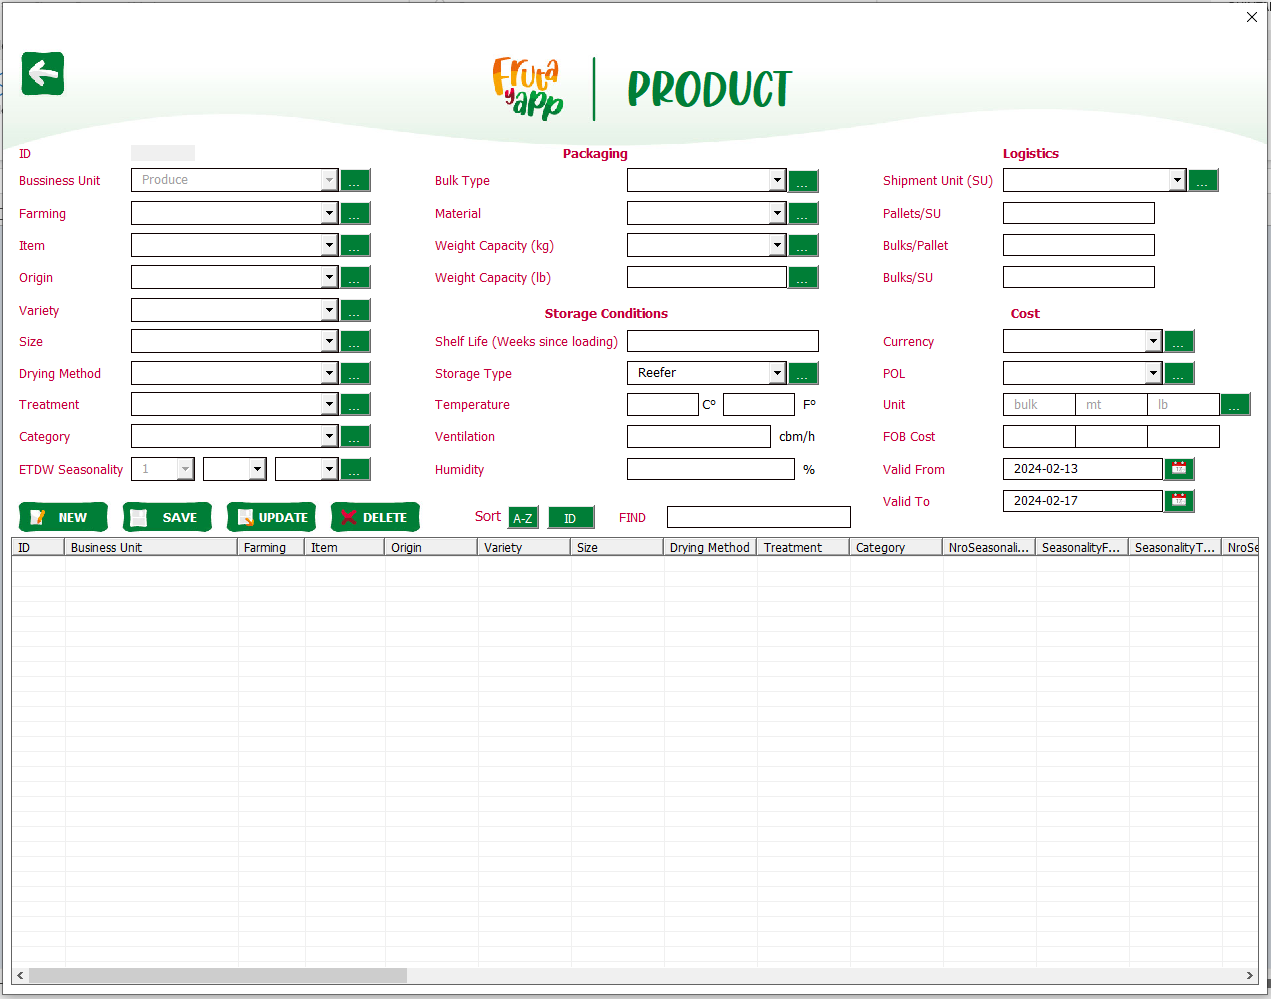 Fruta
y app
PRODUCT
ID
Packaging
Logistics
Bussiness Unit
Produce
...
Bulk Type
...
Shipment Unit (SU)
...
Farming
...
Material
...
Pallets/SU
Item
...
Weight Capacity (kg)
...
Bulks/Pallet
Origin
...
Weight Capacity (lb)
...
Bulks/SU
Variety
...
Storage Conditions
Cost
Size
...
Shelf Life (Weeks since loading)
Currency
...
Drying Method
...
Storage Type
Reefer
...
POL
...
Treatment
...
Temperature
Cº
Fº
Unit
bulk
mt
lb
...
Category
...
Ventilation
cbm/h
FOB Cost
ETDW Seasonality
1
...
Humidity
%
Valid From
2024-02-13
Valid To
2024-02-17
NEW
SAVE
UPDATE
DELETE
Sort
A-Z
ID
FIND
ID
Business Unit
Farming
Item
Origin
Variety
Size
Drying Method
Treatment
Category
NroSeasonali...
SeasonalityF...
SeasonalityT...
NroSe